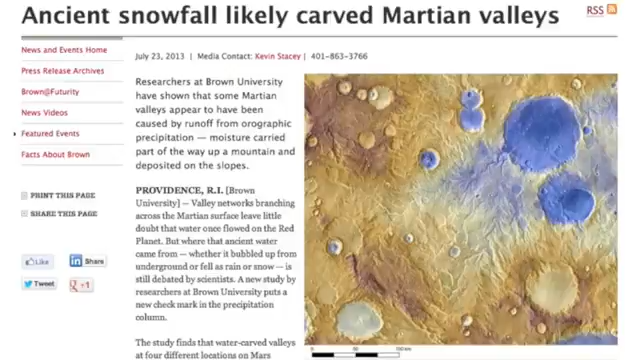 Ancient snowfall likely carved Martian valleys
RSS
News and Events Home
Press Release Archives
Brown@Futurity
News Videos
Featured Events
Facts About Brown
PRINT THIS PAGE
SHARE THIS PAGE
Like
Share
Tweet
+1
July 23, 2013 | Media Contact: Kevin Stacey | 401-863-3766
Researchers at Brown University
have shown that some Martian
valleys appear to have been
caused by runoff from orographic
precipitation — moisture carried
part of the way up a mountain and
deposited on the slopes.
PROVIDENCE, R.I. [Brown
University] — Valley networks branching
across the Martian surface leave little
doubt that water once flowed on the Red
Planet. But where that ancient water
came from — whether it bubbled up from
underground or fell as rain or snow — is
still debated by scientists. A new study by
researchers at Brown University puts a
new check mark in the precipitation
column.
The study finds that water-carved valleys
at four different locations on Mars